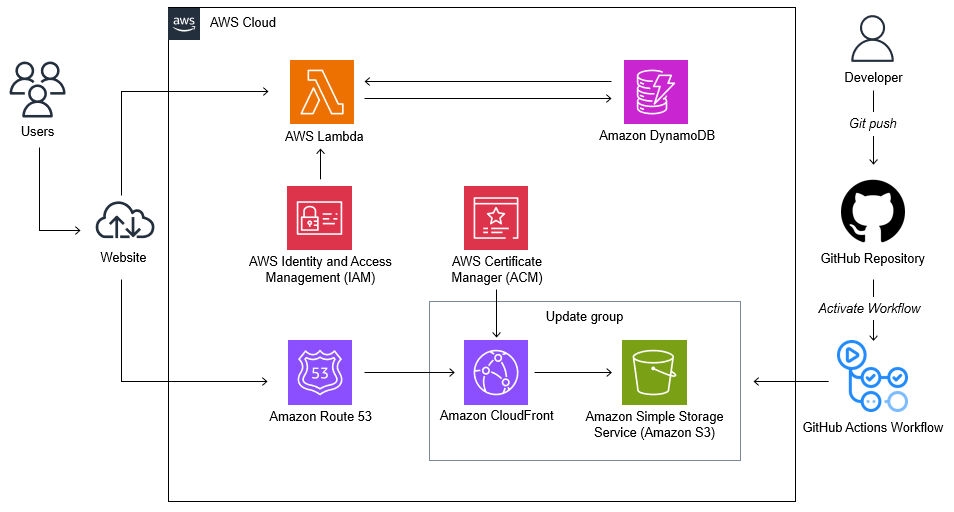 aws
AWS Cloud
Users
Website
AWS Lambda
Amazon DynamoDB
AWS Identity and Access
Management (IAM)
AWS Certificate
Manager (ACM)
Update group
53
Amazon Route 53
Amazon CloudFront
Amazon Simple Storage
Service (Amazon S3)
Developer
Git push
GitHub Repository
Activate Workflow
GitHub Actions Workflow